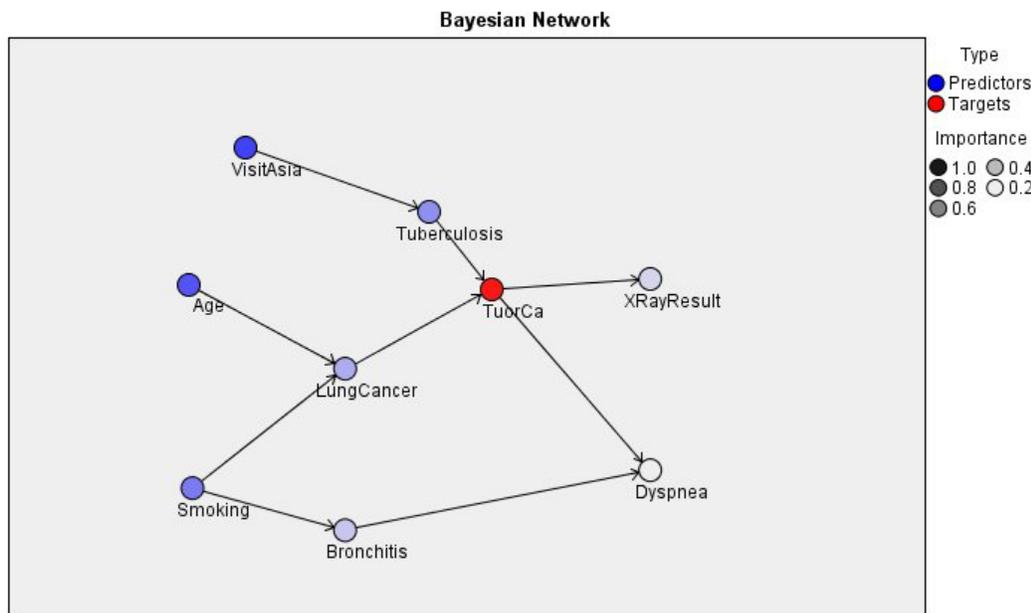 Bayesian Network
Type
Predictors
Targets
Importance
1.0 0.4
0.8 0.2
0.6
VisitAsia
Tuberculosis
Age
TuorCa
XRayResult
LungCancer
Smoking
Dyspnea
Bronchitis